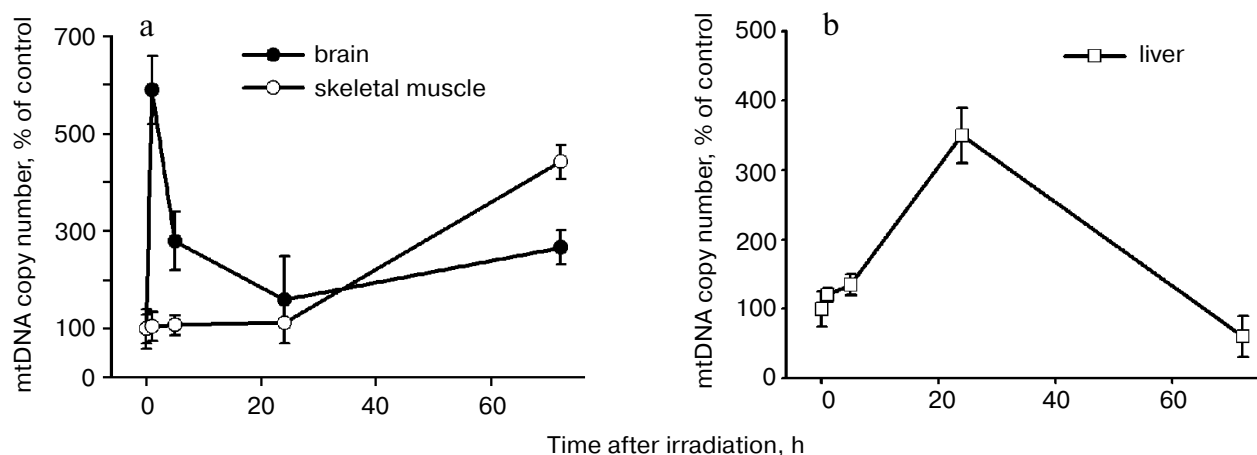 a
mtDNA copy number, % of control
700
500
300
100
0
brain
skeletal muscle
0
20
40
60
b
mtDNA copy number, % of control
500
400
300
200
100
0
liver
0
20
40
60
Time after irradiation, h